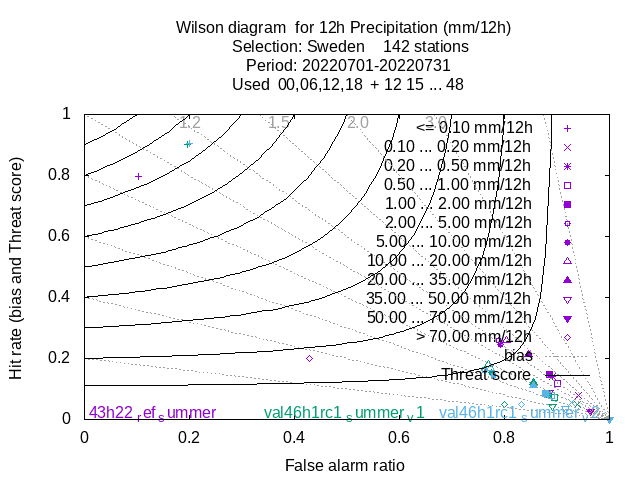 Wilson diagram for 12h Precipitation (mm/12h)
Selection: Sweden 142 stations
Period: 20220701-20220731
Used 00,06,12,18 + 12 15 ... 48
Hit rate (bias and Threat score)
1
0.8
0.6
0.4
0.2
0
1.2
1.5
2.0
3.0
<= 0.10 mm/12h
0.10 ... 0.20 mm/12h
0.20 ... 0.50 mm/12h
0.50 ... 1.00 mm/12h
1.00 ... 2.00 mm/12h
2.00 ... 5.00 mm/12h
5.00 ... 10.00 mm/12h
10.00 ... 20.00 mm/12h
20.00 ... 35.00 mm/12h
35.00 ... 50.00 mm/12h
50.00 ... 70.00 mm/12h
> 70.00 mm/12h
bias
Threat score
43h22_ref_summer val46h1rc1_summer_v1 val46h1rc1_summer_v
0 0.2 0.4 0.6 0.8 1
False alarm ratio